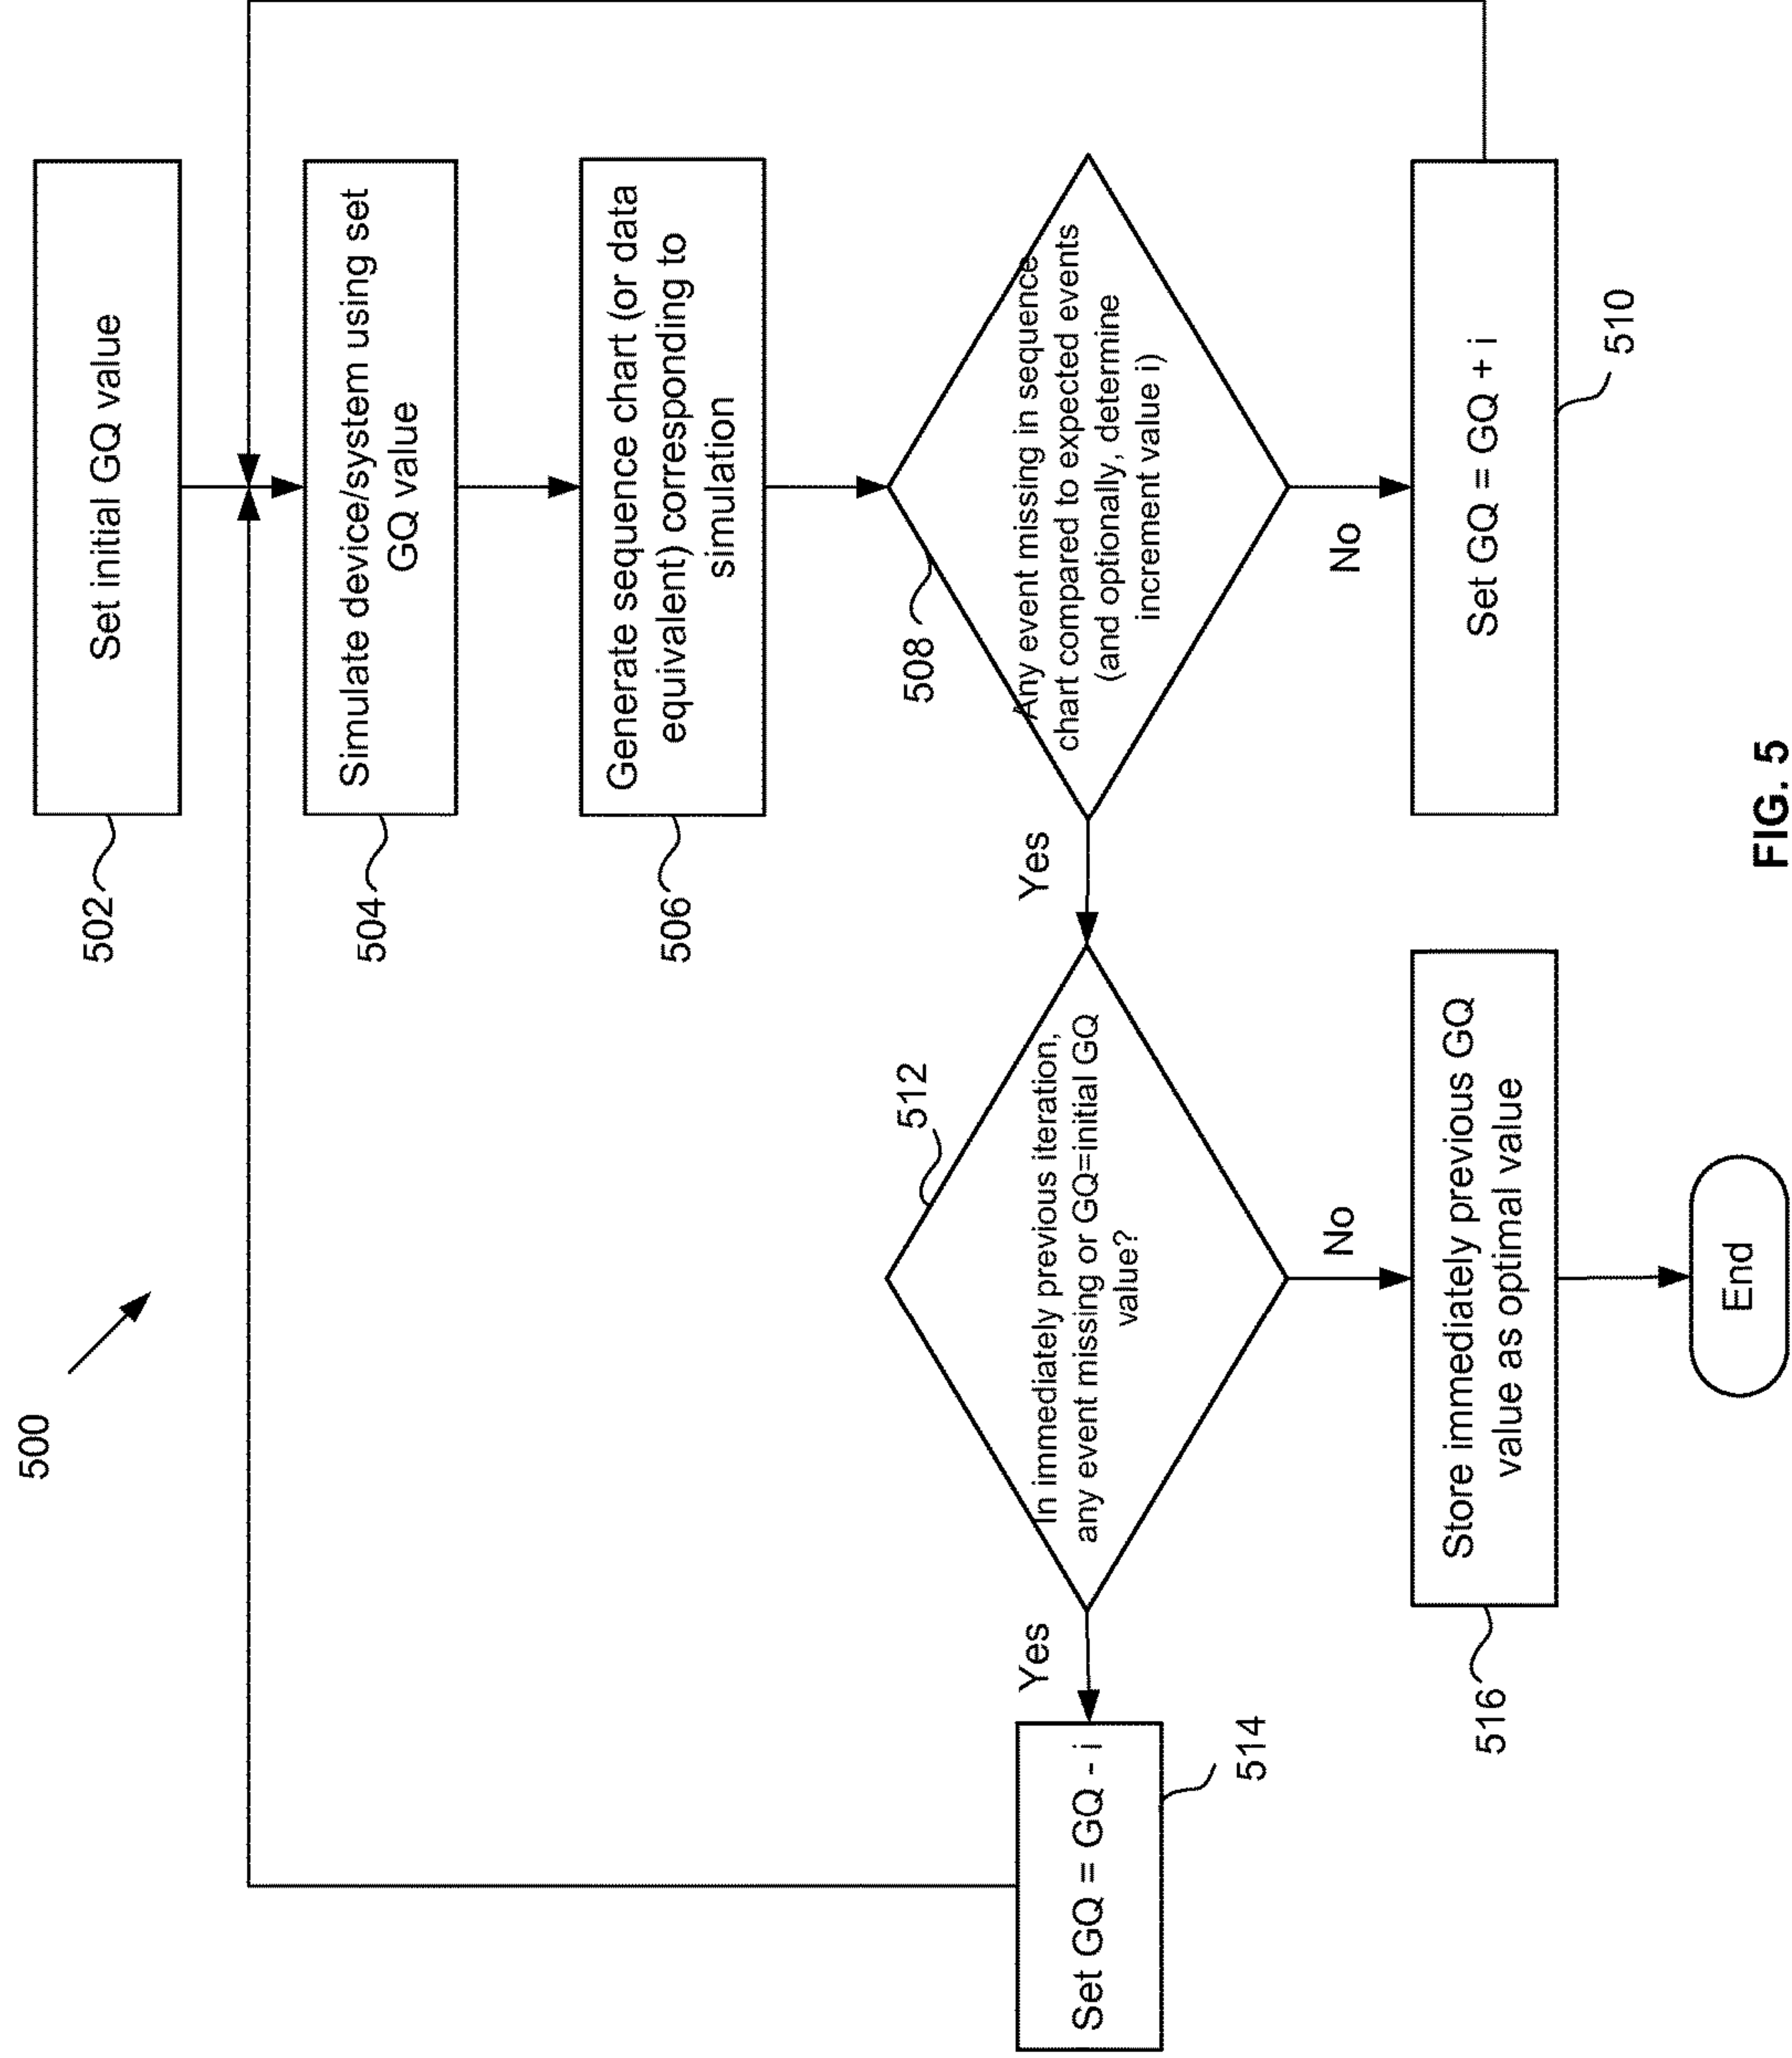 500
502
Set initial GQ value
504
Simulate device/system using set
GQ value
506
Generate sequence chart (or data
equivalent) corresponding to
simulation
508
Any event missing in sequence
chart compared to expected events
(and optionally, determine
increment value i)
Yes
No
512
In immediately previous iteration,
any event missing or GQ=initial GQ
value?
Yes
No
Set GQ = GQ - i
514
516
Store immediately previous GQ
value as optimal value
Set GQ = GQ + i
510
End
FIG. 5